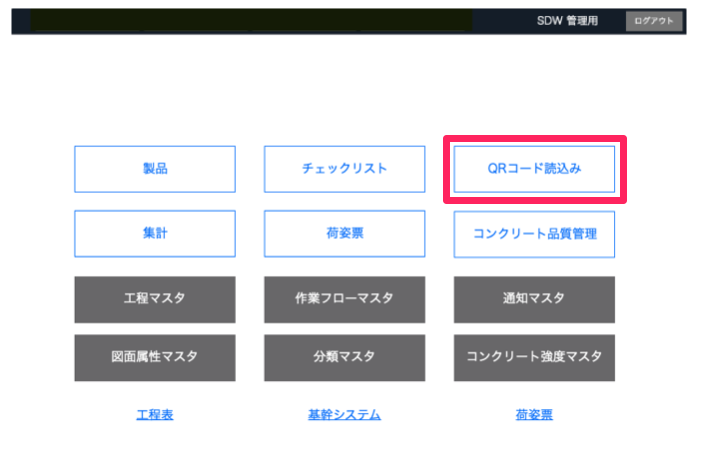 SDW 管理用 ログアウト
製品 チェックリスト QRコード読込み
集計 荷姿票 コンクリート品質管理
工程マスタ 作業フローマスタ 通知マスタ
図面属性マスタ 分類マスタ コンクリート強度マスタ
工程表 基幹システム 荷姿票